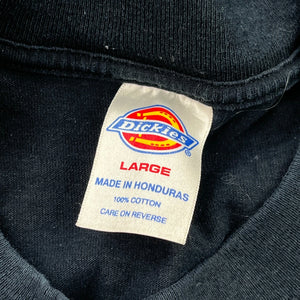 Dickies®
LARGE
MADE IN HONDURAS
100% COTTON
CARE ON REVERSE